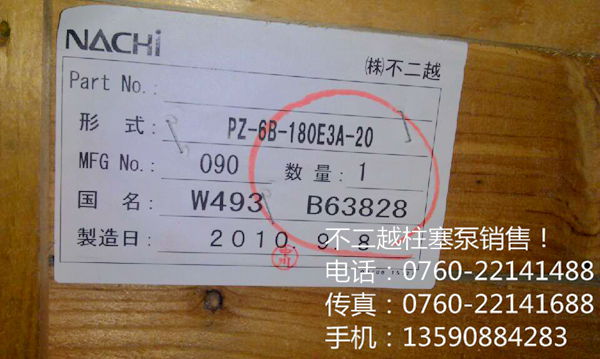 NACHi
(株)不二越
Part No.:
形 式: PZ-6B-180E3A-20
MFG No.: 090 数量: 1
国 名: W493 B63828
製造日: 2010. 9. 8
不二越柱塞泵销售！
电话：0760-22141488
传真：0760-22141688
手机：13590884283